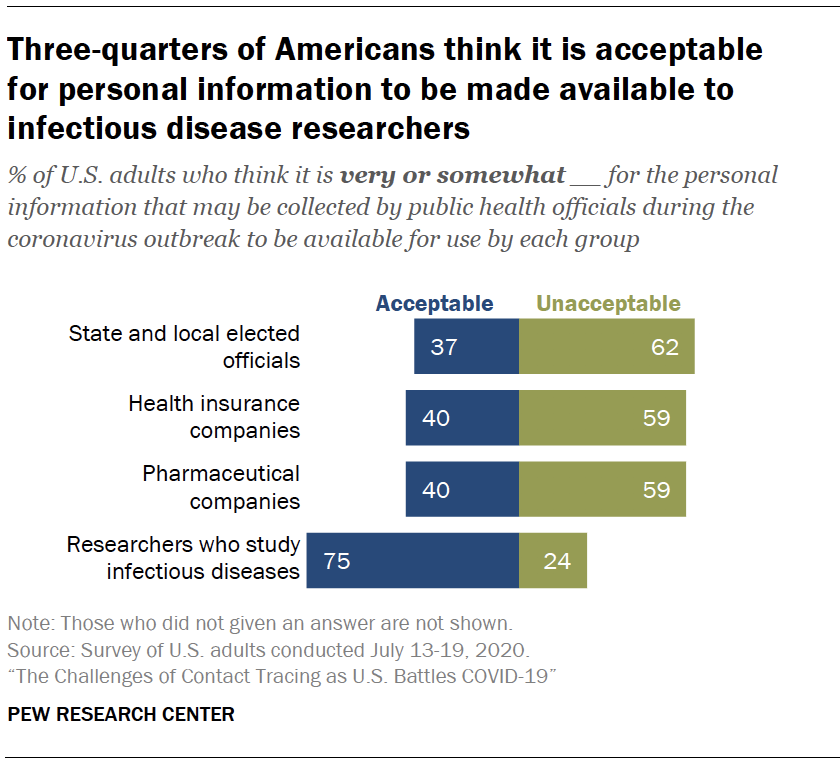 Three-quarters of Americans think it is acceptable
for personal information to be made available to
infectious disease researchers
% of U.S. adults who think it is very or somewhat __ for the personal
information that may be collected by public health officials during the
coronavirus outbreak to be available for use by each group
Acceptable Unacceptable
State and local elected
officials
37 62
Health insurance
companies
40 59
Pharmaceutical
companies
40 59
Researchers who study
infectious diseases
75 24
Note: Those who did not given an answer are not shown.
Source: Survey of U.S. adults conducted July 13-19, 2020.
“The Challenges of Contact Tracing as U.S. Battles COVID-19”
PEW RESEARCH CENTER